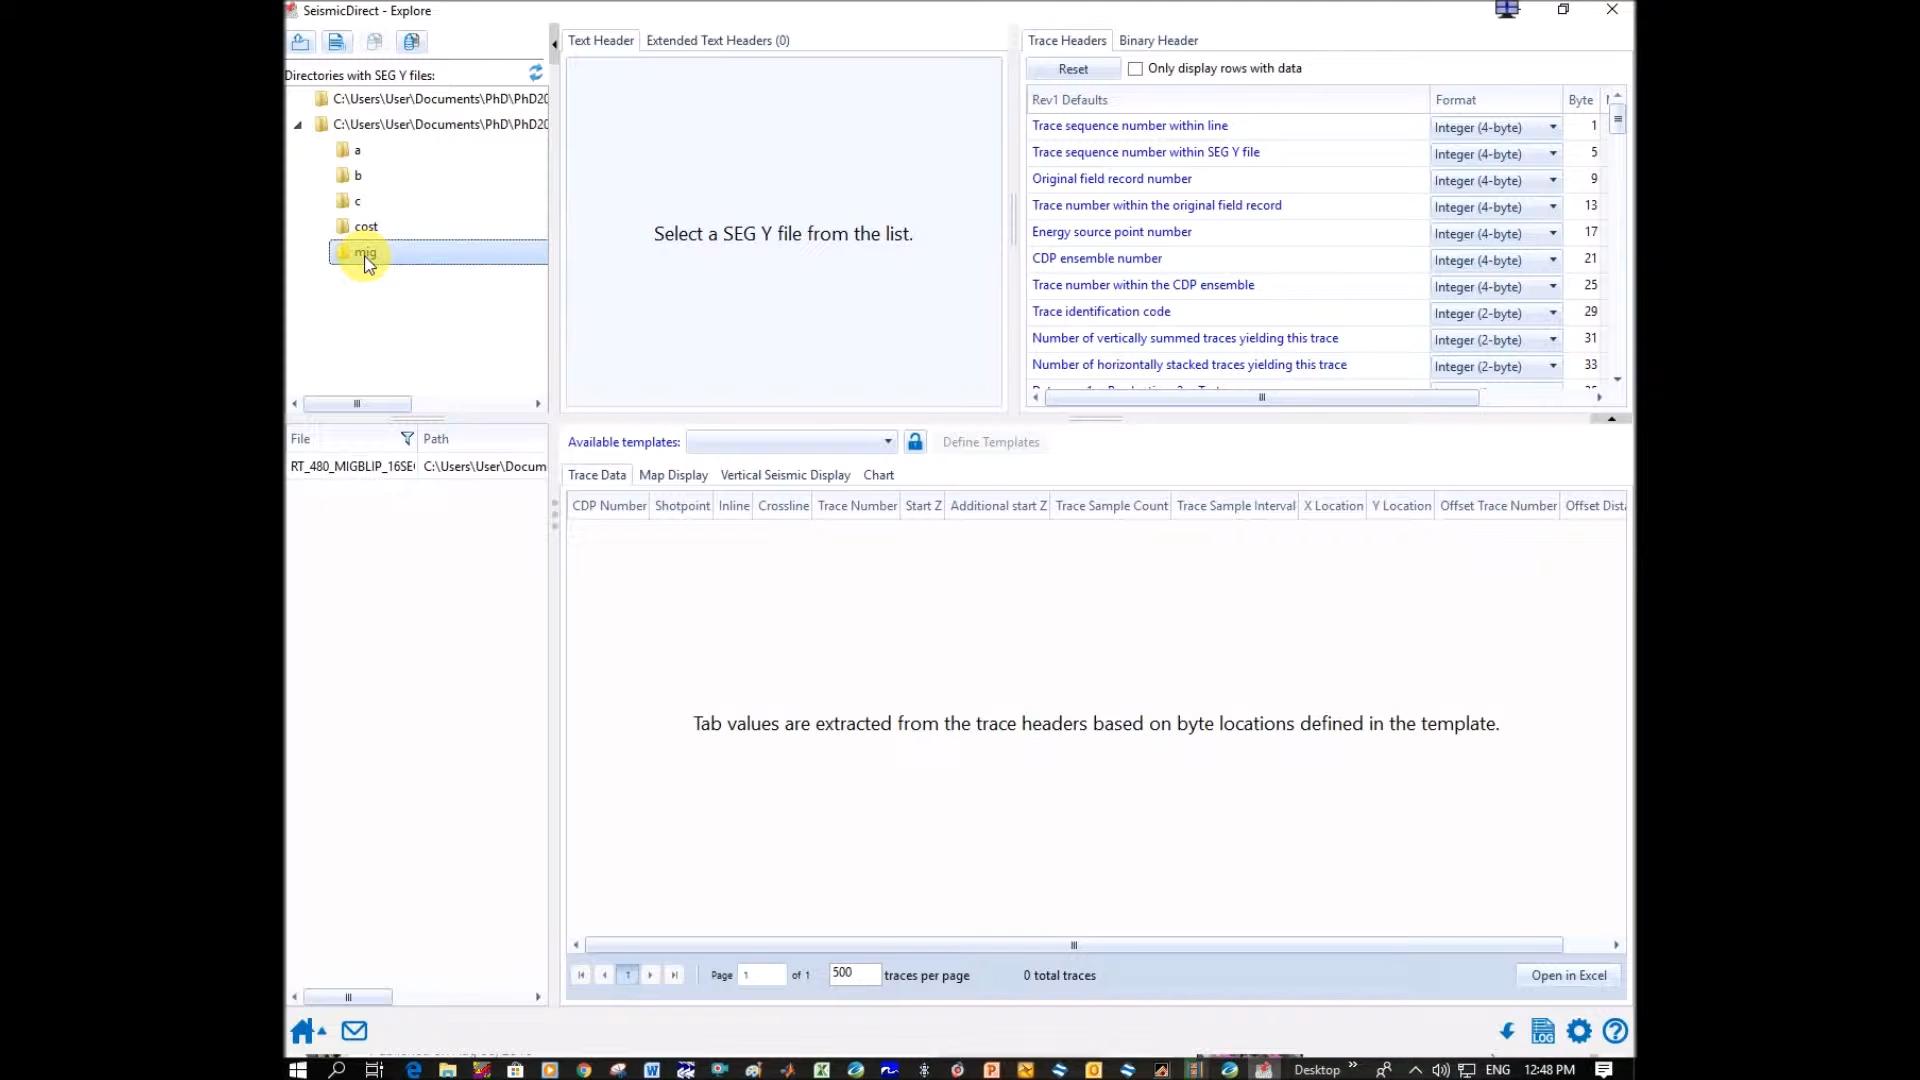 SeismicDirect - Explore
Directories with SEG Y files:
C:\Users\User\Documents\PhD\PhD20
C:\Users\User\Documents\PhD\PhD20
a
b
c
cost
mig
Text Header Extended Text Headers (0)
Select a SEG Y file from the list.
Trace Headers Binary Header
Reset Only display rows with data
Rev1 Defaults Format Byte
Trace sequence number within line Integer (4-byte) 1
Trace sequence number within SEG Y file Integer (4-byte) 5
Original field record number Integer (4-byte) 9
Trace number within the original field record Integer (4-byte) 13
Energy source point number Integer (4-byte) 17
CDP ensemble number Integer (4-byte) 21
Trace number within the CDP ensemble Integer (4-byte) 25
Trace identification code Integer (2-byte) 29
Number of vertically summed traces yielding this trace Integer (2-byte) 31
Number of horizontally stacked traces yielding this trace Integer (2-byte) 33
File Path
RT_480_MIGBLIP_16SE C:\Users\User\Docum
Available templates: Define Templates
Trace Data Map Display Vertical Seismic Display Chart
CDP Number Shotpoint Inline Crossline Trace Number Start Z Additional start Z Trace Sample Count Trace Sample Interval X Location Y Location Offset Trace Number Offset Dista
Tab values are extracted from the trace headers based on byte locations defined in the template.
1 Page 1 of 1 500 traces per page 0 total traces Open in Excel
LOG
Desktop ENG 12:48 PM